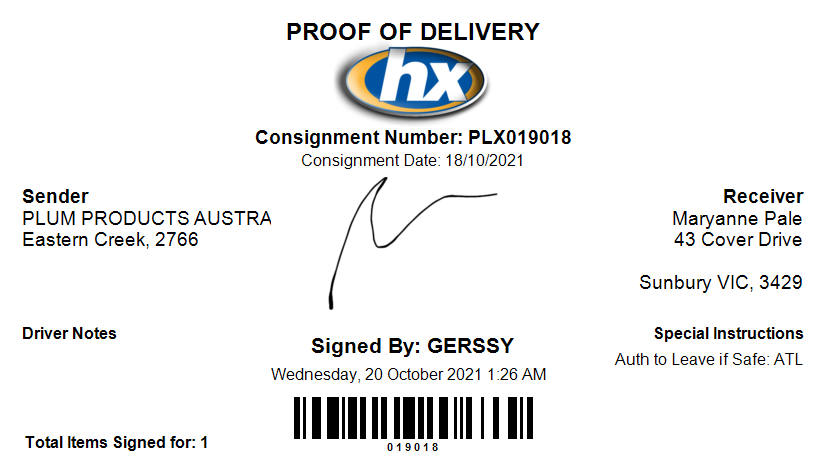 PROOF OF DELIVERY
hx
Consignment Number: PLX019018
Consignment Date: 18/10/2021
Sender
PLUM PRODUCTS AUSTRA
Eastern Creek, 2766
Receiver
Maryanne Pale
43 Cover Drive
Sunbury VIC, 3429
Driver Notes
Signed By: GERSSY
Wednesday, 20 October 2021 1:26 AM
Special Instructions
Auth to Leave if Safe: ATL
Total Items Signed for: 1
019018